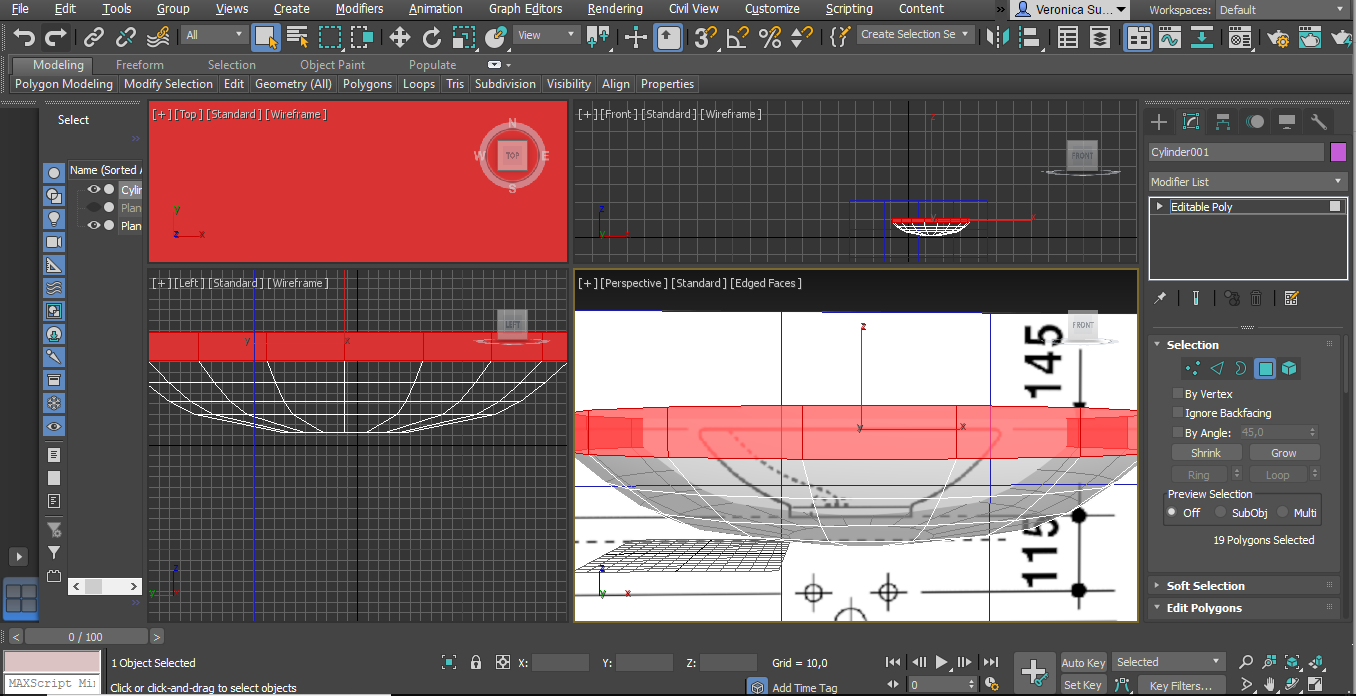 File Edit Tools Group Views Create Modifiers Animation Graph Editors Rendering Civil View Customize Scripting Content » Veronica Su... Workspaces: Default
All View Create Selection Se
Modeling Freeform Selection Object Paint Populate
Polygon Modeling Modify Selection Edit Geometry (All) Polygons Loops Tris Subdivision Visibility Align Properties
Select
Name (Sorted A
Cylin
Plan
Plan
[+] [Top] [Standard] [Wireframe]
N
W TOP E
S
y
z x
[+] [Front] [Standard] [Wireframe]
FRONT
z
[+] [Left] [Standard] [Wireframe]
LEFT
y x
z
y
[+] [Perspective] [Standard] [Edged Faces]
FRONT
z
145
y x
115
z
y x
Cylinder001
Modifier List
Editable Poly
Selection
By Vertex
Ignore Backfacing
By Angle: 45,0
Shrink Grow
Ring Loop
Preview Selection
Off SubObj Multi
19 Polygons Selected
Soft Selection
Edit Polygons
< 0 / 100 >
1 Object Selected X: Y: Z: Grid = 10,0 Auto Key Selected
MAXScript Mi Click or click-and-drag to select objects Add Time Tag 0 Set Key Key Filters...